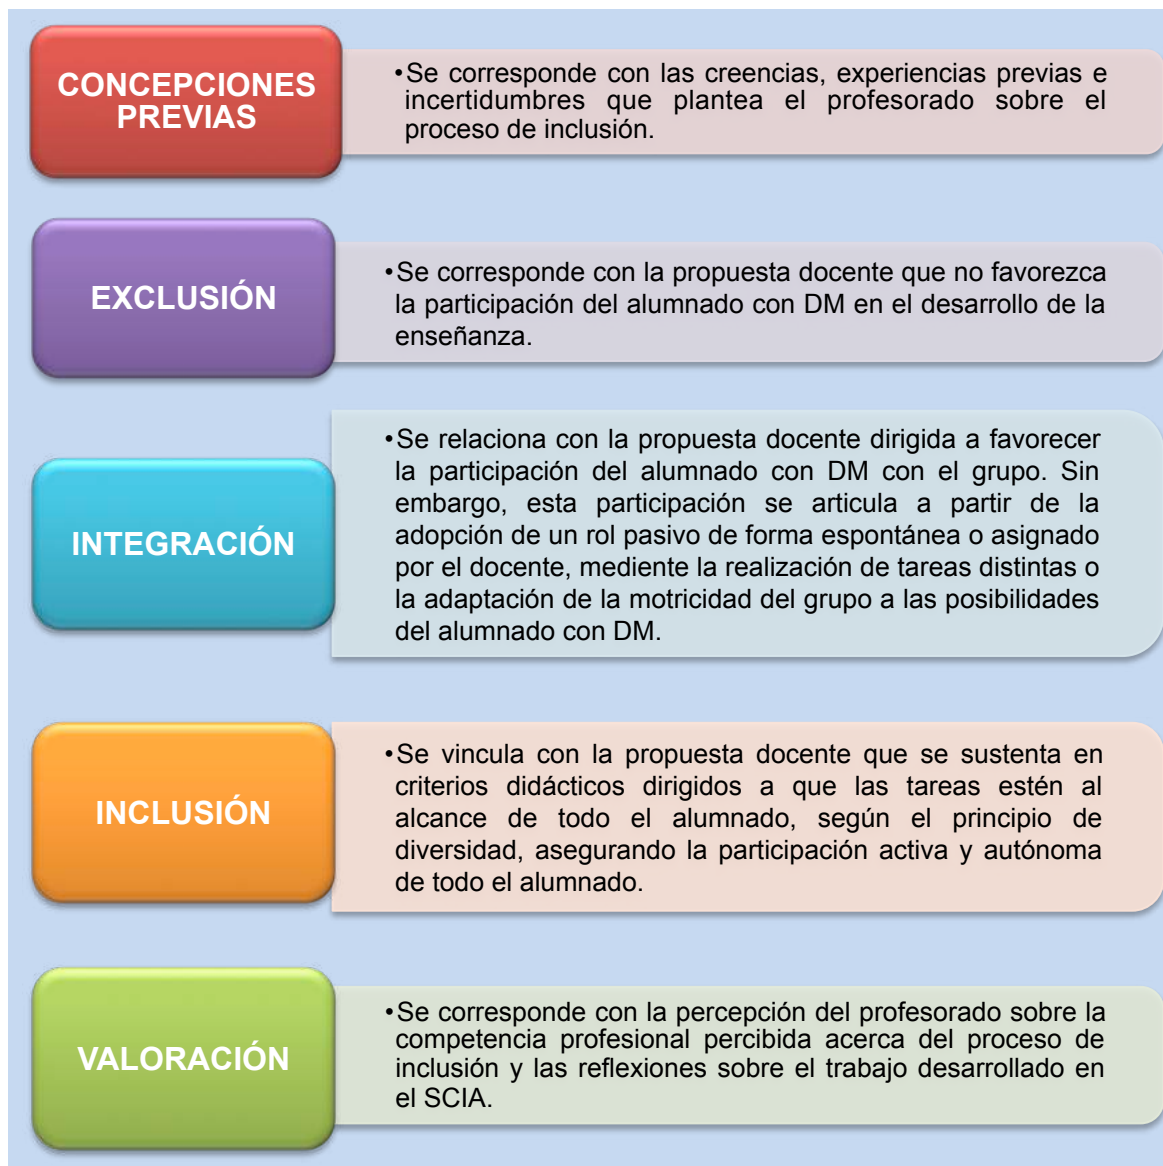 CONCEPCIONES
PREVIAS
•Se corresponde con las creencias, experiencias previas e
incertidumbres que plantea el profesorado sobre el
proceso de inclusión.
EXCLUSIÓN
•Se corresponde con la propuesta docente que no favorezca
la participación del alumnado con DM en el desarrollo de la
enseñanza.
INTEGRACIÓN
•Se relaciona con la propuesta docente dirigida a favorecer
la participación del alumnado con DM con el grupo. Sin
embargo, esta participación se articula a partir de la
adopción de un rol pasivo de forma espontánea o asignado
por el docente, mediente la realización de tareas distintas o
la adaptación de la motricidad del grupo a las posibilidades
del alumnado con DM.
INCLUSIÓN
•Se vincula con la propuesta docente que se sustenta en
criterios didácticos dirigidos a que las tareas estén al
alcance de todo el alumnado, según el principio de
diversidad, asegurando la participación activa y autónoma
de todo el alumnado.
VALORACIÓN
•Se corresponde con la percepción del profesorado sobre la
competencia profesional percibida acerca del proceso de
inclusión y las reflexiones sobre el trabajo desarrollado en
el SCIA.